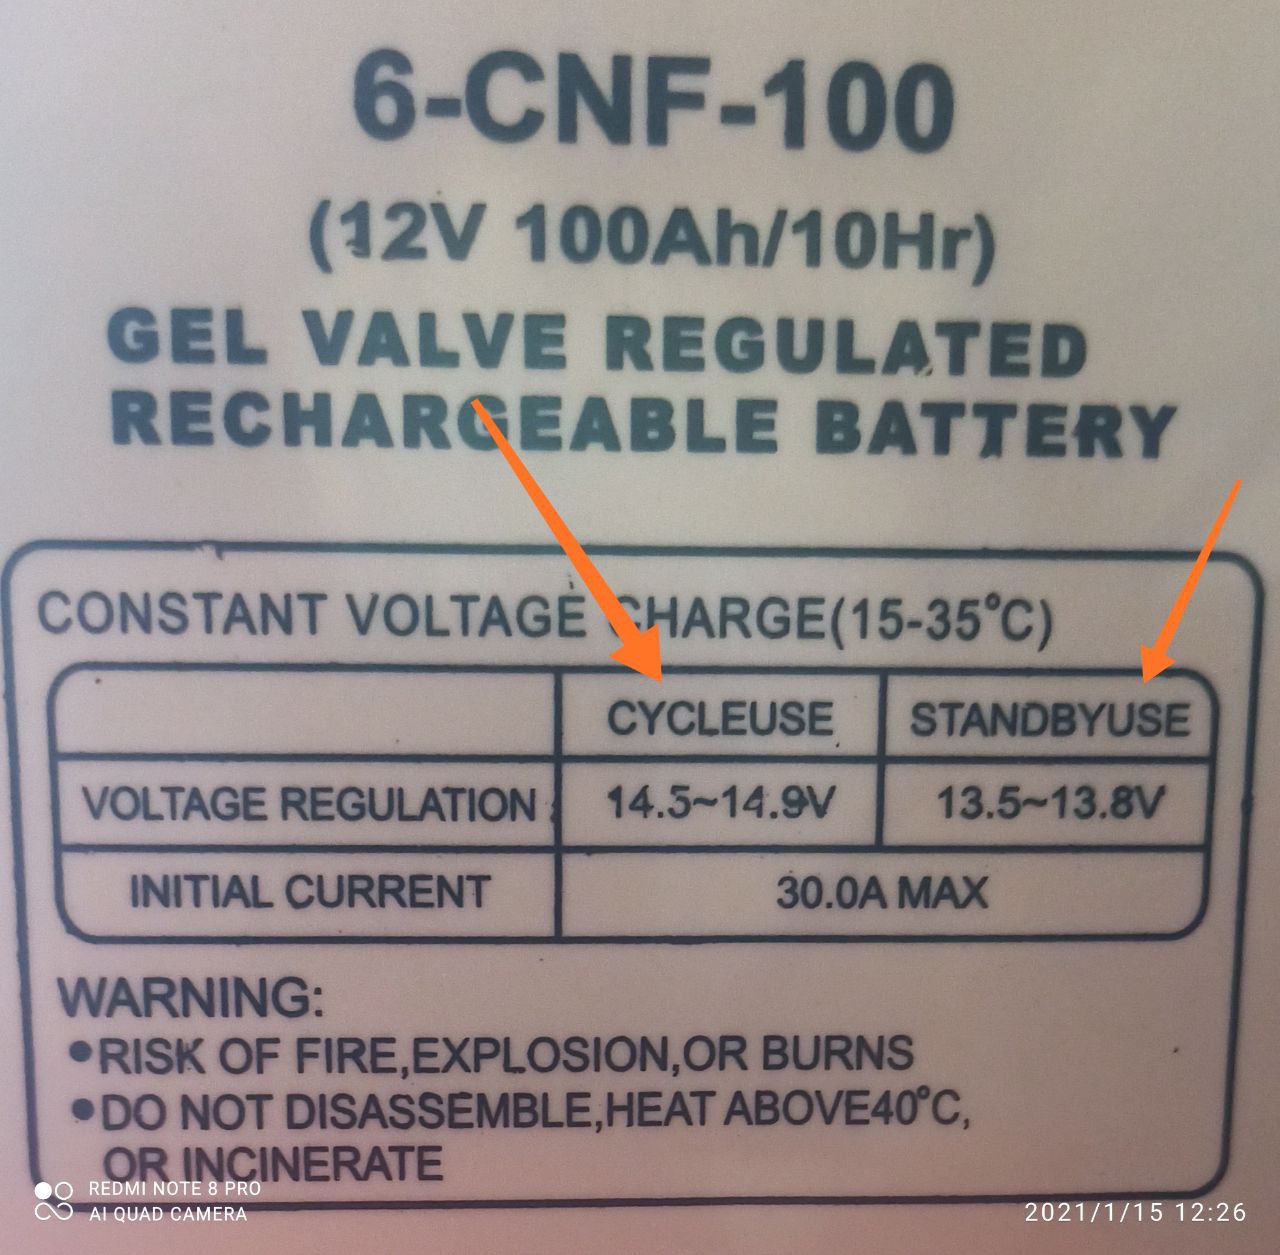 6-CNF-100
(12V 100Ah/10Hr)
GEL VALVE REGULATED
RECHARGEABLE BATTERY
CONSTANT VOLTAGE CHARGE(15-35°C)
CYCLEUSE STANDBYUSE
VOLTAGE REGULATION 14.5~14.9V 13.5~13.8V
INITIAL CURRENT 30.0A MAX
WARNING:
•RISK OF FIRE,EXPLOSION,OR BURNS
•DO NOT DISASSEMBLE,HEAT ABOVE40°C,
OR INCINERATE
REDMI NOTE 8 PRO
AI QUAD CAMERA
2021/1/15 12:26